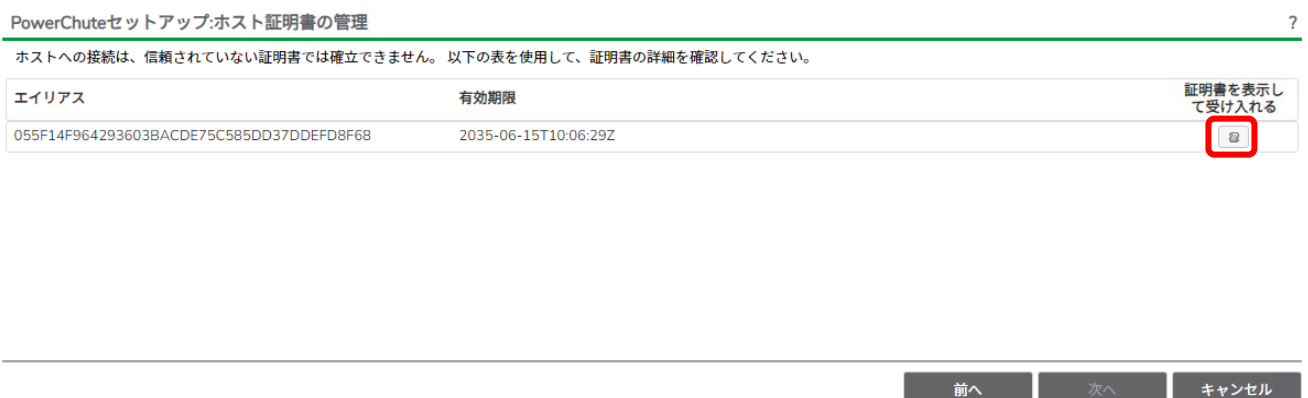 PowerChuteセットアップ:ホスト証明書の管理 ?
ホストへの接続は、信頼されていない証明書では確立できません。 以下の表を使用して、証明書の詳細を確認してください。
エイリアス 有効期限 証明書を表示し
て受け入れる
055F14F964293603BACDE75C585DD37DDEFD8F68 2035-06-15T10:06:29Z
前へ 次へ キャンセル